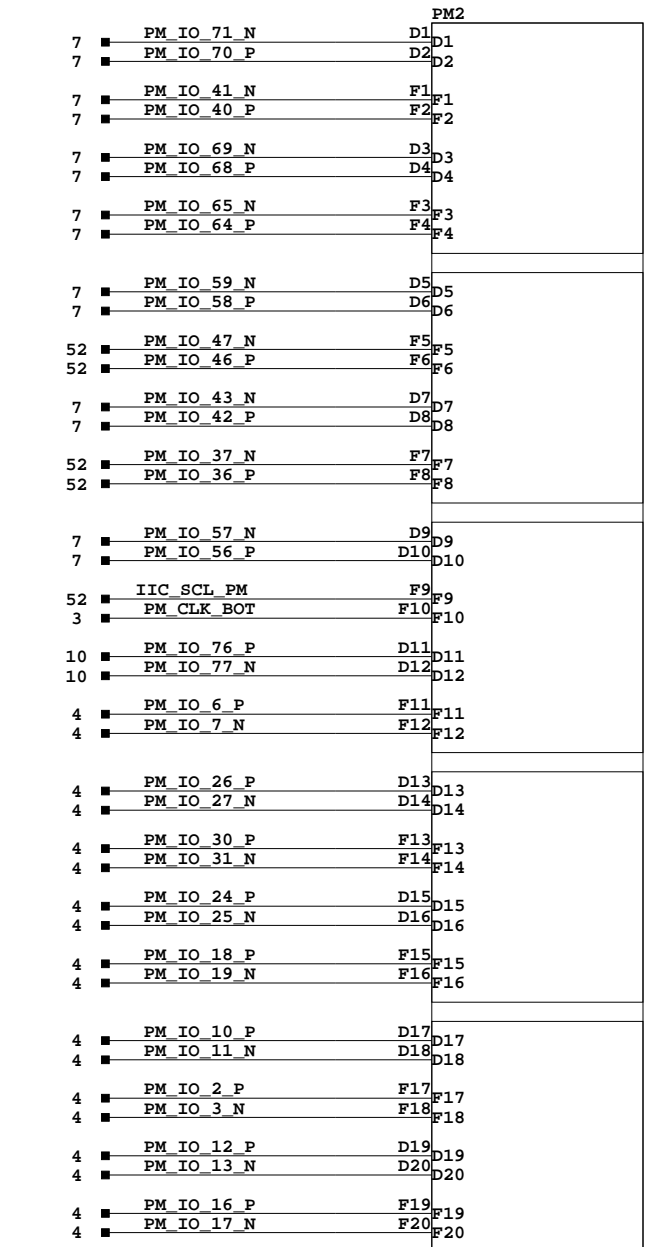 PM2
7 PM_IO_71_N D1 D1
7 PM_IO_70_P D2 D2
7 PM_IO_41_N F1 F1
7 PM_IO_40_P F2 F2
7 PM_IO_69_N D3 D3
7 PM_IO_68_P D4 D4
7 PM_IO_65_N F3 F3
7 PM_IO_64_P F4 F4
7 PM_IO_59_N D5 D5
7 PM_IO_58_P D6 D6
52 PM_IO_47_N F5 F5
52 PM_IO_46_P F6 F6
7 PM_IO_43_N D7 D7
7 PM_IO_42_P D8 D8
52 PM_IO_37_N F7 F7
52 PM_IO_36_P F8 F8
7 PM_IO_57_N D9 D9
7 PM_IO_56_P D10 D10
52 IIC_SCL_PM F9 F9
3 PM_CLK_BOT F10 F10
10 PM_IO_76_P D11 D11
10 PM_IO_77_N D12 D12
4 PM_IO_6_P F11 F11
4 PM_IO_7_N F12 F12
4 PM_IO_26_P D13 D13
4 PM_IO_27_N D14 D14
4 PM_IO_30_P F13 F13
4 PM_IO_31_N F14 F14
4 PM_IO_24_P D15 D15
4 PM_IO_25_N D16 D16
4 PM_IO_18_P F15 F15
4 PM_IO_19_N F16 F16
4 PM_IO_10_P D17 D17
4 PM_IO_11_N D18 D18
4 PM_IO_2_P F17 F17
4 PM_IO_3_N F18 F18
4 PM_IO_12_P D19 D19
4 PM_IO_13_N D20 D20
4 PM_IO_16_P F19 F19
4 PM_IO_17_N F20 F20